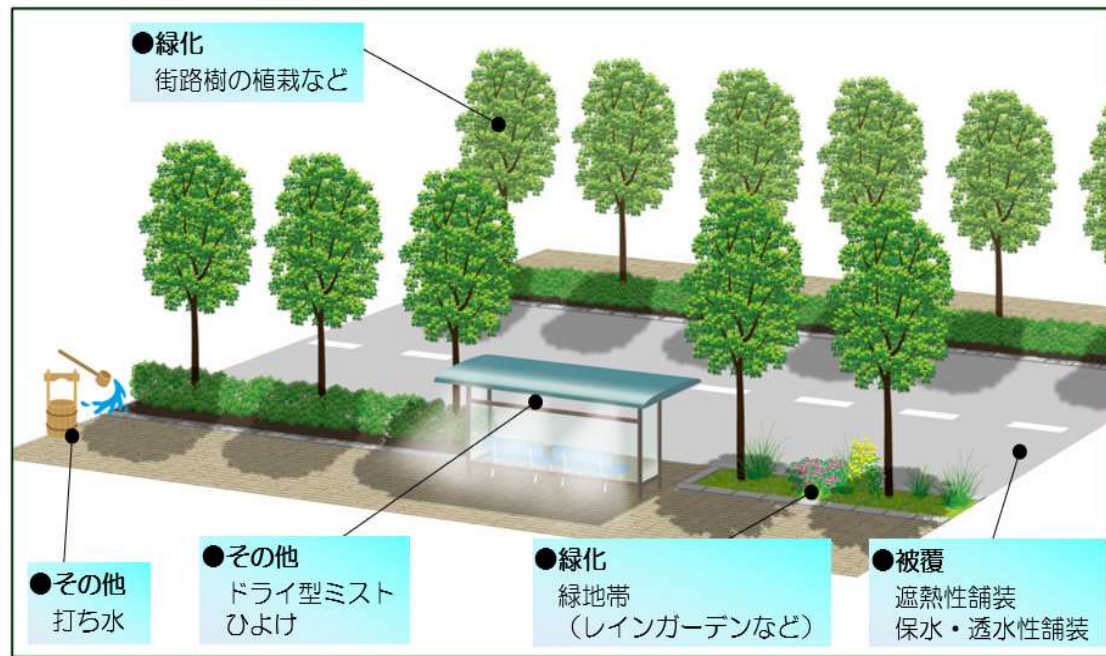 ●緑化
街路樹の植栽など
●その他
打ち水
●その他
ドライ型ミスト
ひよけ
●緑化
緑地帯
（レインガーデンなど）
●被覆
遮熱性舗装
保水・透水性舗装